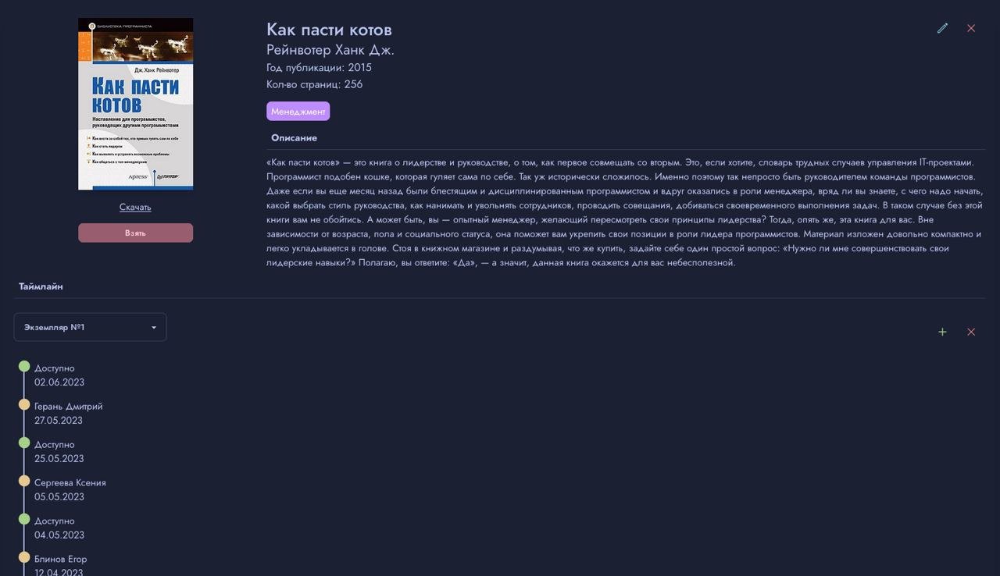 БИБЛИОТЕКА ПРОГРАММИСТА
Дж. Ханк Рейнвотер
КАК ПАСТИ
КОТОВ
Наставление для программистов,
руководящих другими программистами
Как вести за собой тех, кто привык гулять сам по себе
Как стать лидером
Как выявлять и устранять возможные проблемы
Как общаться с топ-менеджерами
Apress
ПИТЕР
Скачать
Взять
Как пасти котов
Рейнвотер Ханк Дж.
Год публикации: 2015
Кол-во страниц: 256
Менеджмент
Описание
«Как пасти котов» — это книга о лидерстве и руководстве, о том, как первое совмещать со вторым. Это, если хотите, словарь трудных случаев управления IT-проектами.
Программист подобен кошке, которая гуляет сама по себе. Так уж исторически сложилось. Именно поэтому так непросто быть руководителем команды программистов.
Даже если вы еще месяц назад были блестящим и дисциплинированным программистом и вдруг оказались в роли менеджера, вряд ли вы знаете, с чего надо начать,
какой выбрать стиль руководства, как нанимать и увольнять сотрудников, проводить совещания, добиваться своевременного выполнения задач. В таком случае без этой
книги вам не обойтись. А может быть, вы — опытный менеджер, желающий пересмотреть свои принципы лидерства? Тогда, опять же, эта книга для вас. Вне
зависимости от возраста, пола и социального статуса, она поможет вам укрепить свои позиции в роли лидера программистов. Материал изложен довольно компактно и
легко укладывается в голове. Стоя в книжном магазине и раздумывая, что же купить, задайте себе один простой вопрос: «Нужно ли мне совершенствовать свои
лидерские навыки?» Полагаю, вы ответите: «Да», — а значит, данная книга окажется для вас небесполезной.
Таймлайн
Экземпляр №1
Доступно
02.06.2023
Герань Дмитрий
27.05.2023
Доступно
25.05.2023
Сергеева Ксения
05.05.2023
Доступно
04.05.2023
Блинов Егор
12.04.2023